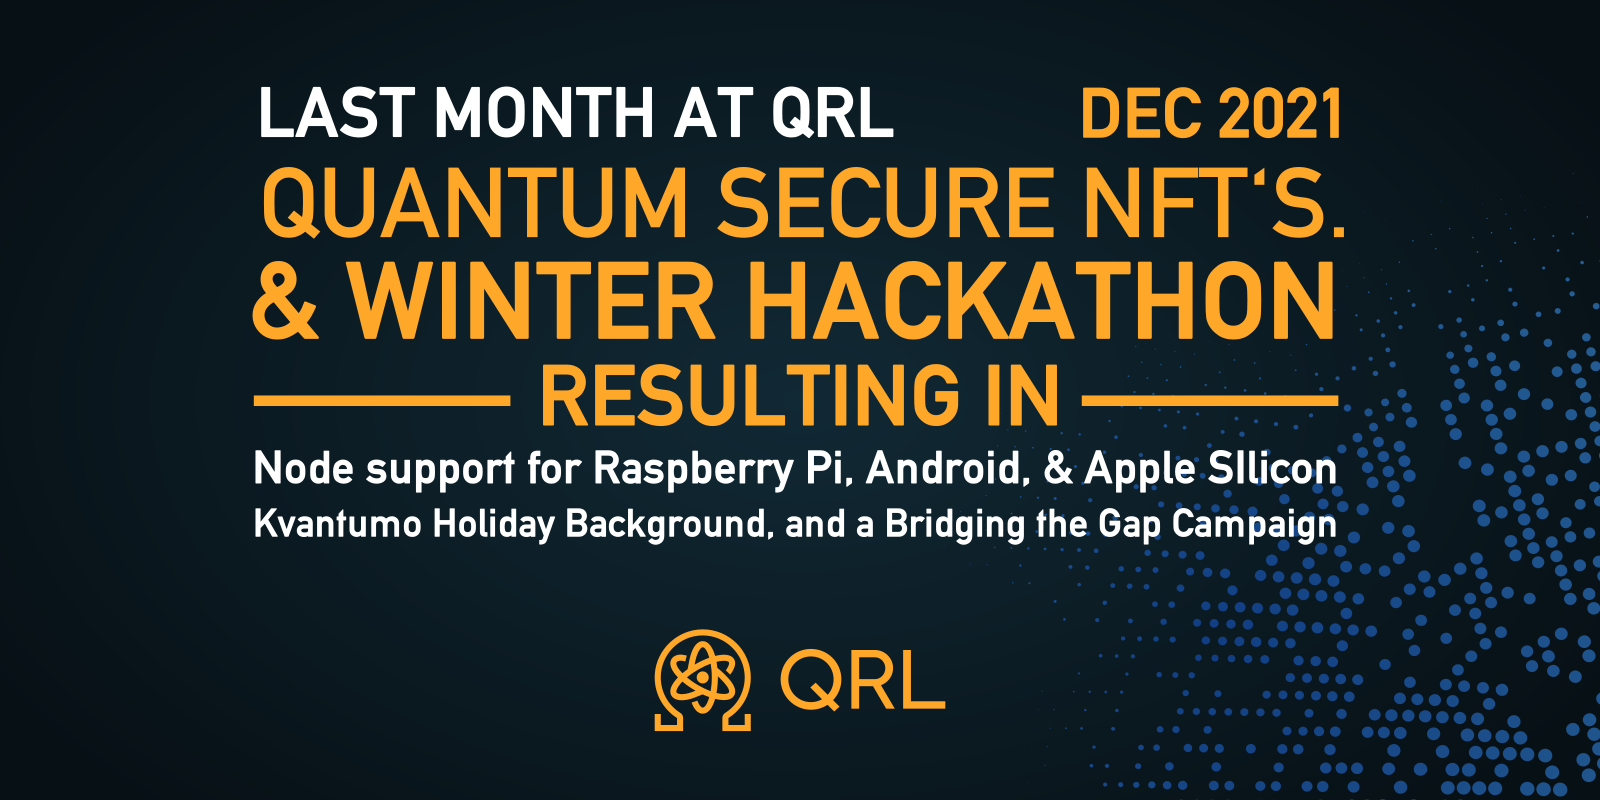 LAST MONTH AT QRL DEC 2021
QUANTUM SECURE NFT‘S.
& WINTER HACKATHON
RESULTING IN
Node support for Raspberry Pi, Android, & Apple SIlicon
Kvantumo Holiday Background, and a Bridging the Gap Campaign
QRL